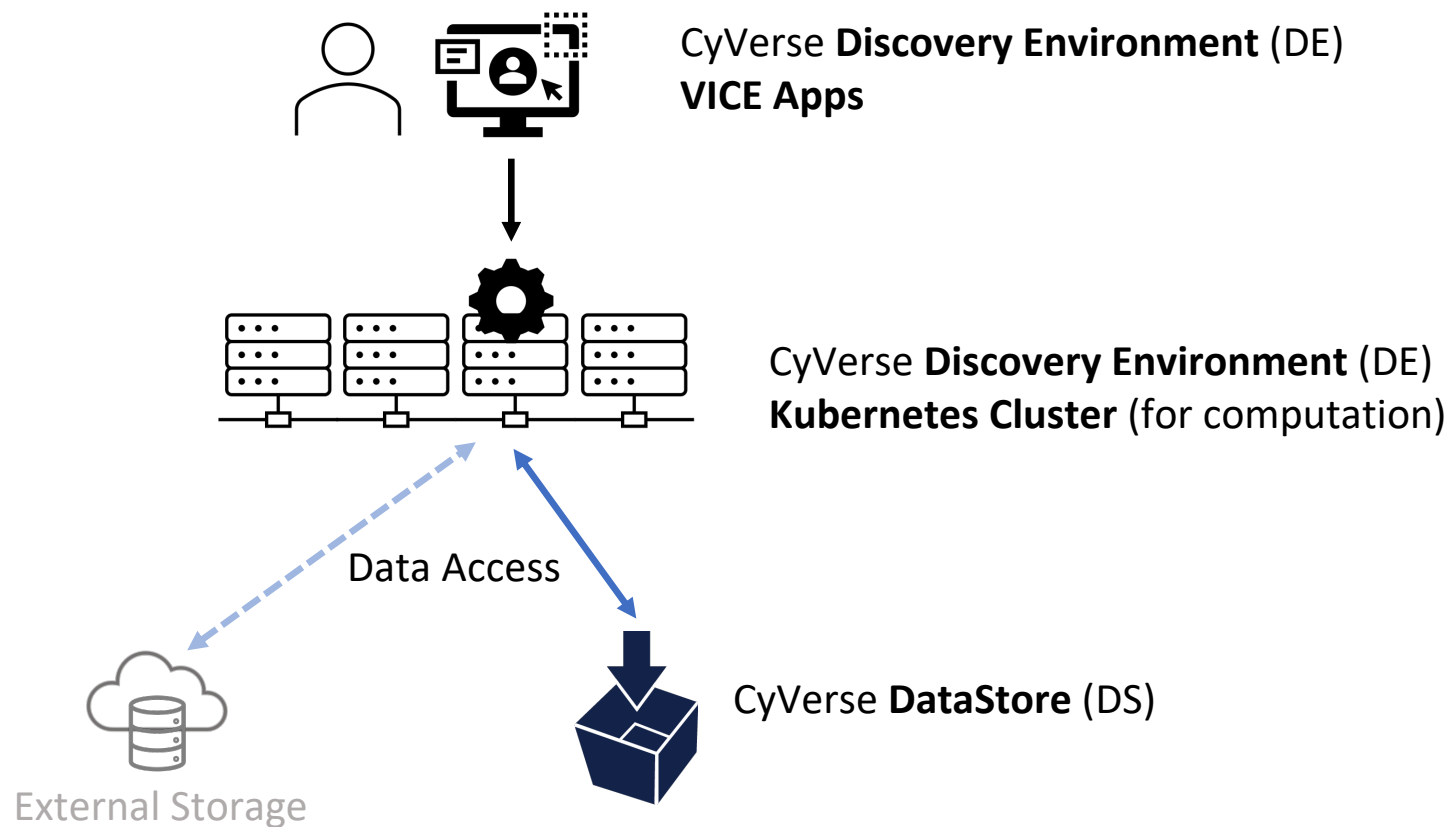 CyVerse Discovery Environment (DE)
VICE Apps
CyVerse Discovery Environment (DE)
Kubernetes Cluster (for computation)
Data Access
CyVerse DataStore (DS)
External Storage